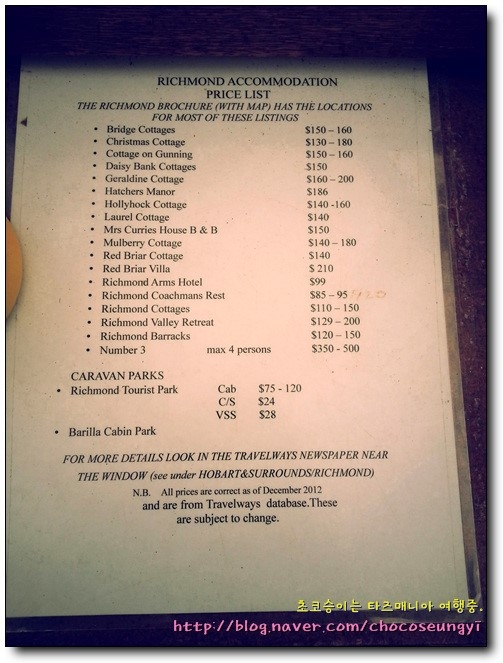 RICHMOND ACCOMMODATION
PRICE LIST
THE RICHMOND BROCHURE (WITH MAP) HAS THE LOCATIONS
FOR MOST OF THESE LISTINGS
• Bridge Cottages $150 – 160
• Christmas Cottage $130 – 180
• Cottage on Gunning $150 – 160
• Daisy Bank Cottages $150
• Geraldine Cottage $160 – 200
• Hatchers Manor $186
• Hollyhock Cottage $140 -160
• Laurel Cottage $140
• Mrs Curries House B & B $150
• Mulberry Cottage $140 – 180
• Red Briar Cottage $140
• Red Briar Villa $ 210
• Richmond Arms Hotel $99
• Richmond Coachmans Rest $85 – 95
• Richmond Cottages $110 – 150
• Richmond Valley Retreat $129 – 200
• Richmond Barracks $120 – 150
• Number 3 max 4 persons $350 - 500
CARAVAN PARKS
• Richmond Tourist Park Cab $75 - 120
C/S $24
VSS $28
• Barilla Cabin Park
FOR MORE DETAILS LOOK IN THE TRAVELWAYS NEWSPAPER NEAR
THE WINDOW (see under HOBART&SURROUNDS/RICHMOND)
N.B. All prices are correct as of December 2012
and are from Travelways database.These
are subject to change.
초코승이는 타즈매니아 여행중.
http://blog.naver.com/chocoseungyi